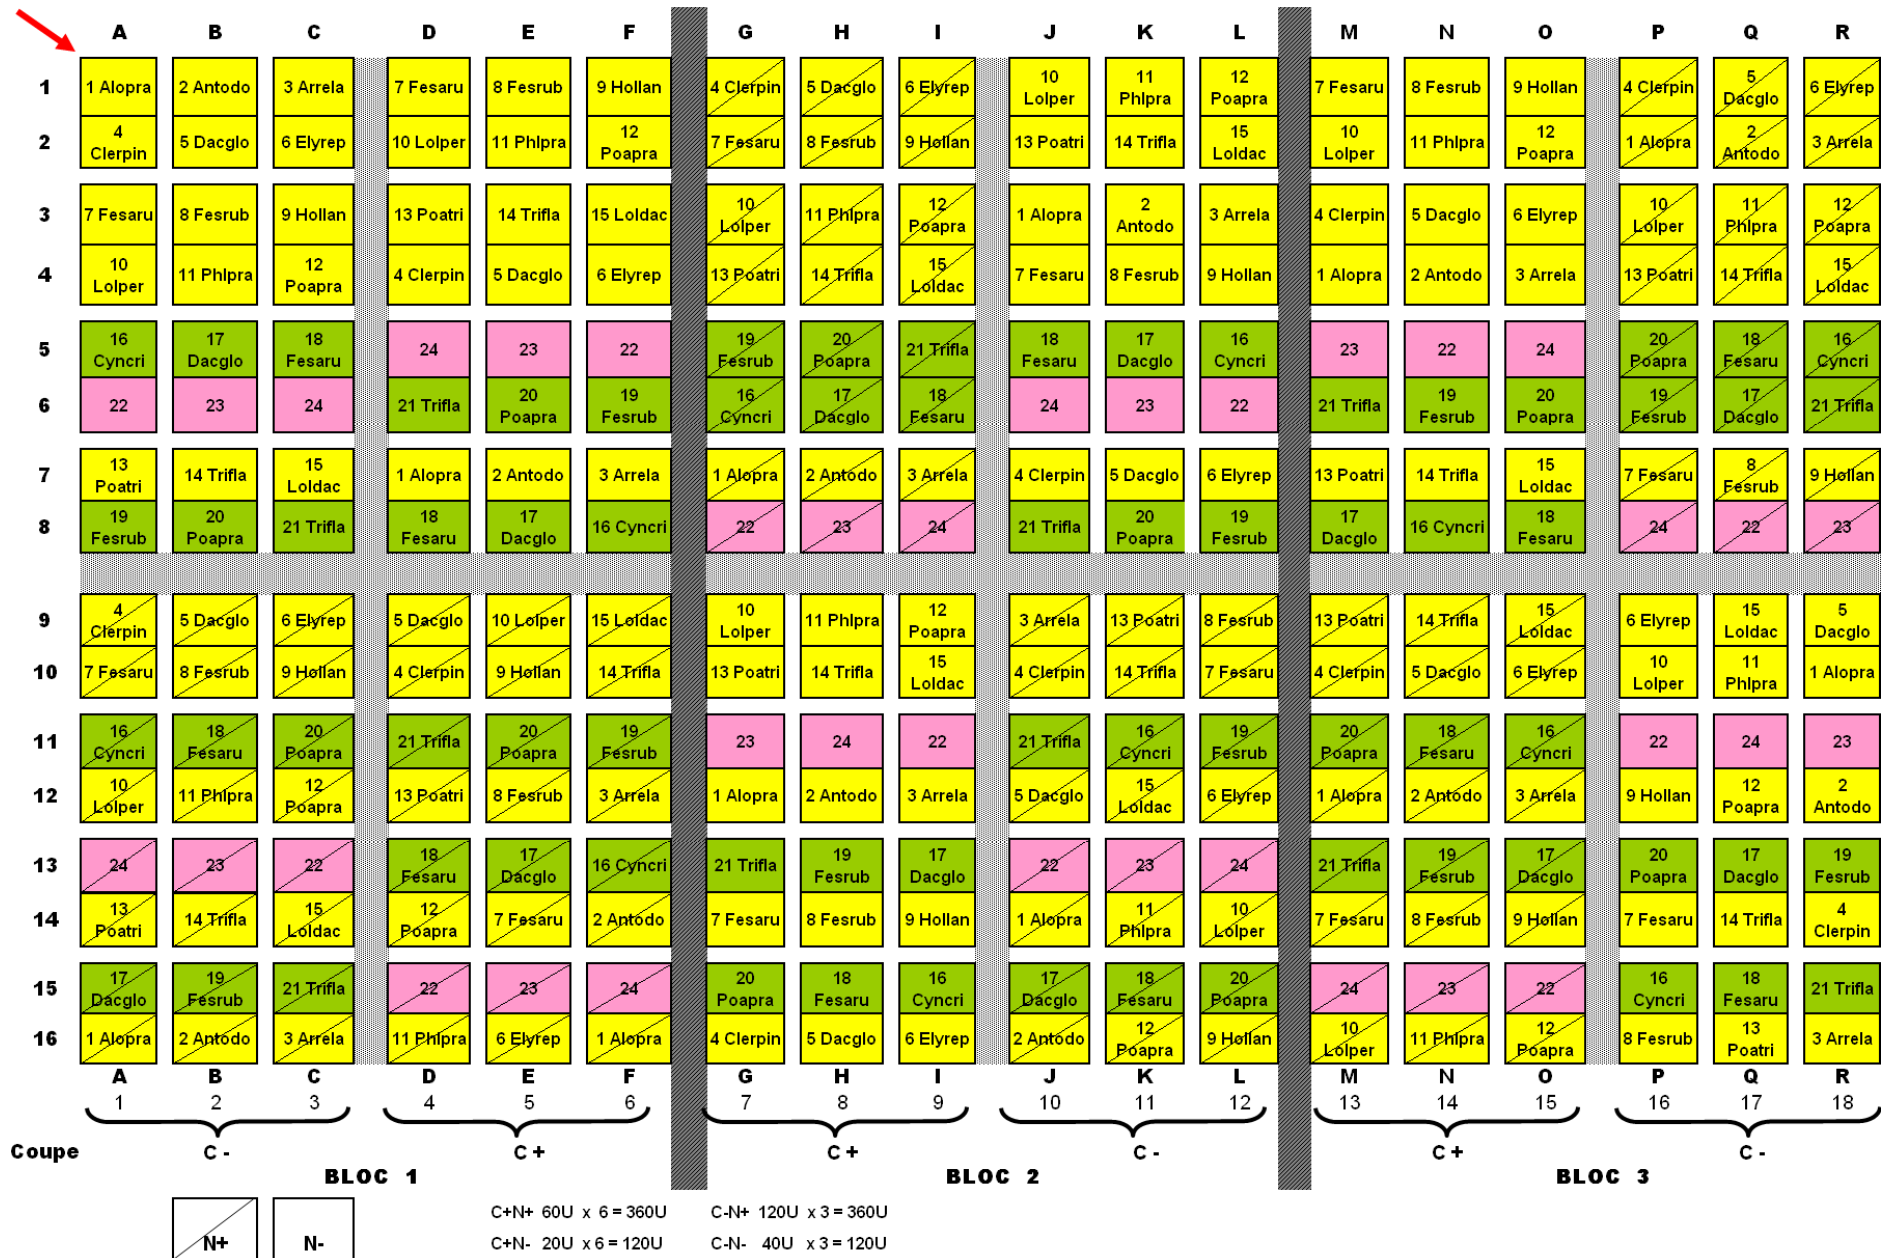 A B C D E F G H I J K L M N O P Q R
1 1 Alopra 2 Antodo 3 Arrela 7 Fesaru 8 Fesrub 9 Hollan 4 Clerpin 5 Dacglo 6 Elyrep 10 Lolper 11 Phlpra 12 Poapra 7 Fesaru 8 Fesrub 9 Hollan 4 Clerpin 5 Dacglo 6 Elyrep
2 4 Clerpin 5 Dacglo 6 Elyrep 10 Lolper 11 Phlpra 12 Poapra 7 Fesaru 8 Fesrub 9 Hollan 13 Poatri 14 Trifla 15 Loldac 10 Lolper 11 Phlpra 12 Poapra 1 Alopra 2 Antodo 3 Arrela
3 7 Fesaru 8 Fesrub 9 Hollan 13 Poatri 14 Trifla 15 Loldac 10 Lolper 11 Phlpra 12 Poapra 1 Alopra 2 Antodo 3 Arrela 4 Clerpin 5 Dacglo 6 Elyrep 10 Lolper 11 Phlpra 12 Poapra
4 10 Lolper 11 Phlpra 12 Poapra 4 Clerpin 5 Dacglo 6 Elyrep 13 Poatri 14 Trifla 15 Loldac 7 Fesaru 8 Fesrub 9 Hollan 1 Alopra 2 Antodo 3 Arrela 13 Poatri 14 Trifla 15 Loldac
5 16 Cyncri 17 Dacglo 18 Fesaru 24 23 22 19 Fesrub 20 Poapra 21 Trifla 18 Fesaru 17 Dacglo 16 Cyncri 23 22 24 20 Poapra 18 Fesaru 16 Cyncri
6 22 23 24 21 Trifla 20 Poapra 19 Fesrub 16 Cyncri 17 Dacglo 18 Fesaru 24 23 22 21 Trifla 19 Fesrub 20 Poapra 19 Fesrub 17 Dacglo 21 Trifla
7 13 Poatri 14 Trifla 15 Loldac 1 Alopra 2 Antodo 3 Arrela 1 Alopra 2 Antodo 3 Arrela 4 Clerpin 5 Dacglo 6 Elyrep 13 Poatri 14 Trifla 15 Loldac 7 Fesaru 8 Fesrub 9 Hollan
8 19 Fesrub 20 Poapra 21 Trifla 18 Fesaru 17 Dacglo 16 Cyncri 22 23 24 21 Trifla 20 Poapra 19 Fesrub 17 Dacglo 16 Cyncri 18 Fesaru 24 22 23
9 4 Clerpin 5 Dacglo 6 Elyrep 5 Dacglo 10 Lolper 15 Loldac 10 Lolper 11 Phlpra 12 Poapra 3 Arrela 13 Poatri 8 Fesrub 13 Poatri 14 Trifla 15 Loldac 6 Elyrep 15 Loldac 5 Dacglo
10 7 Fesaru 8 Fesrub 9 Hollan 4 Clerpin 9 Hollan 14 Trifla 13 Poatri 14 Trifla 15 Loldac 4 Clerpin 14 Trifla 7 Fesaru 4 Clerpin 5 Dacglo 6 Elyrep 10 Lolper 11 Phlpra 1 Alopra
11 16 Cyncri 18 Fesaru 20 Poapra 21 Trifla 20 Poapra 19 Fesrub 23 24 22 21 Trifla 16 Cyncri 19 Fesrub 20 Poapra 18 Fesaru 16 Cyncri 22 24 23
12 10 Lolper 11 Phlpra 12 Poapra 13 Poatri 8 Fesrub 3 Arrela 1 Alopra 2 Antodo 3 Arrela 5 Dacglo 15 Loldac 6 Elyrep 1 Alopra 2 Antodo 3 Arrela 9 Hollan 12 Poapra 2 Antodo
13 24 23 22 18 Fesaru 17 Dacglo 16 Cyncri 21 Trifla 19 Fesrub 17 Dacglo 22 23 24 21 Trifla 19 Fesrub 17 Dacglo 20 Poapra 17 Dacglo 19 Fesrub
14 13 Poatri 14 Trifla 15 Loldac 12 Poapra 7 Fesaru 2 Antodo 7 Fesaru 8 Fesrub 9 Hollan 1 Alopra 11 Phlpra 10 Lolper 7 Fesaru 8 Fesrub 9 Hollan 7 Fesaru 14 Trifla 4 Clerpin
15 17 Dacglo 19 Fesrub 21 Trifla 22 23 24 20 Poapra 18 Fesaru 16 Cyncri 17 Dacglo 18 Fesaru 20 Poapra 24 23 22 16 Cyncri 18 Fesaru 21 Trifla
16 1 Alopra 2 Antodo 3 Arrela 11 Phlpra 6 Elyrep 1 Alopra 4 Clerpin 5 Dacglo 6 Elyrep 2 Antodo 12 Poapra 9 Hollan 10 Lolper 11 Phlpra 12 Poapra 8 Fesrub 13 Poatri 3 Arrela
A B C D E F G H I J K L M N O P Q R
1 2 3 4 5 6 7 8 9 10 11 12 13 14 15 16 17 18
Coupe C - C + C + C - C + C -
BLOC 1 BLOC 2 BLOC 3
C+N+ 60U x 6 = 360U C-N+ 120U x 3 = 360U
N+ N- C+N- 20U x 6 = 120U C-N- 40U x 3 = 120U